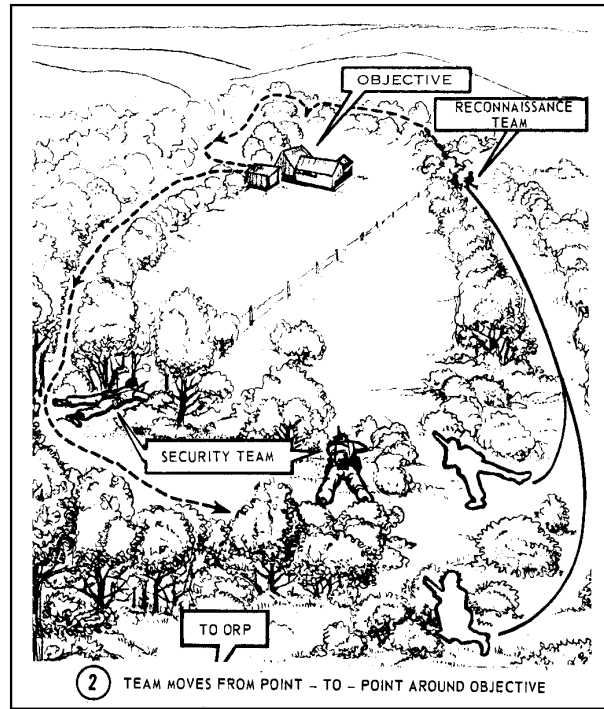 OBJECTIVE
RECONNAISSANCE
TEAM
SECURITY TEAM
TO ORP
2 TEAM MOVES FROM POINT – TO – POINT AROUND OBJECTIVE